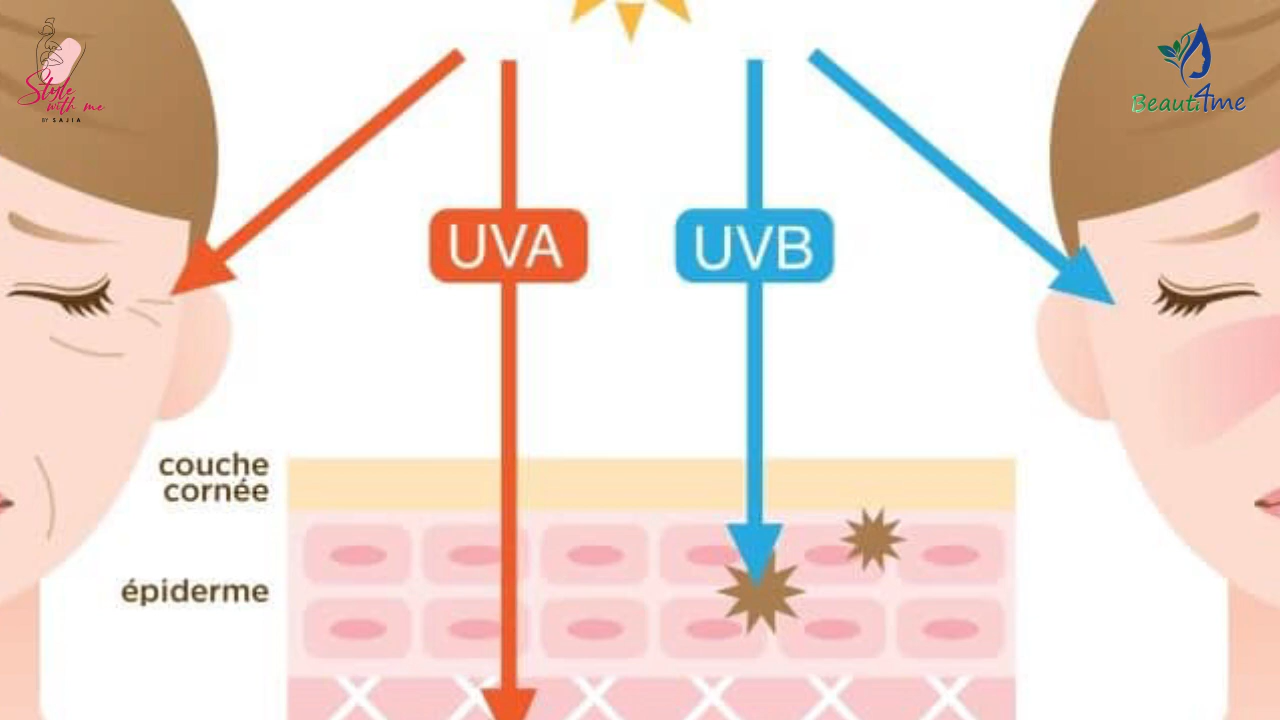 Style
with me
BY SAJIA
Beauti4me
UVA
UVB
couche
cornée
épiderme